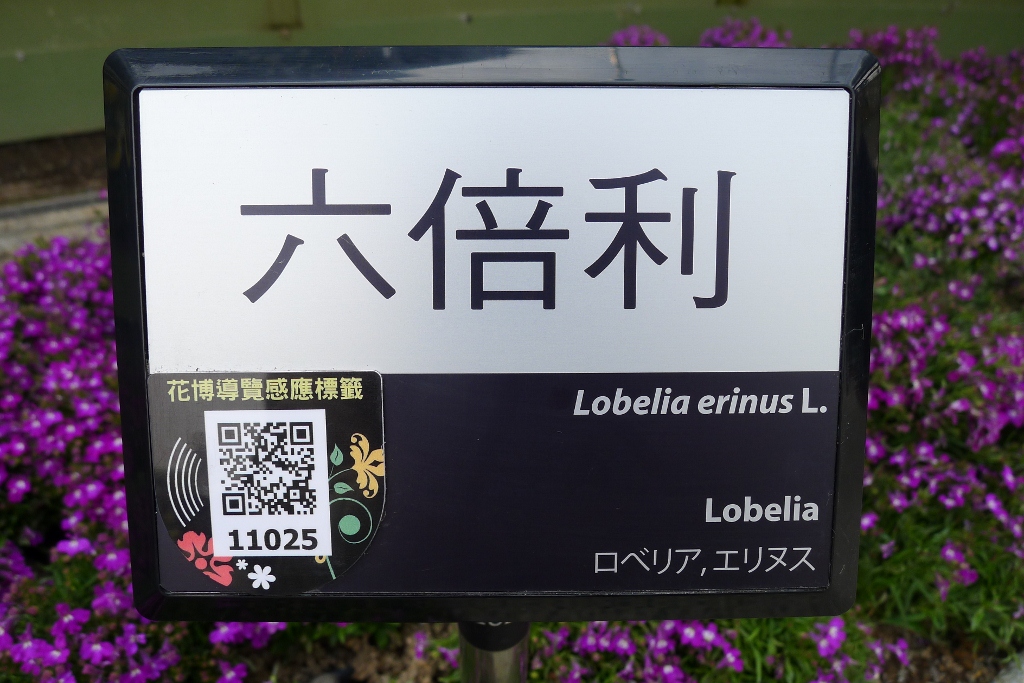 六倍利
花博導覽感應標籤
11025
Lobelia erinus L.
Lobelia
ロベリア,エリヌス